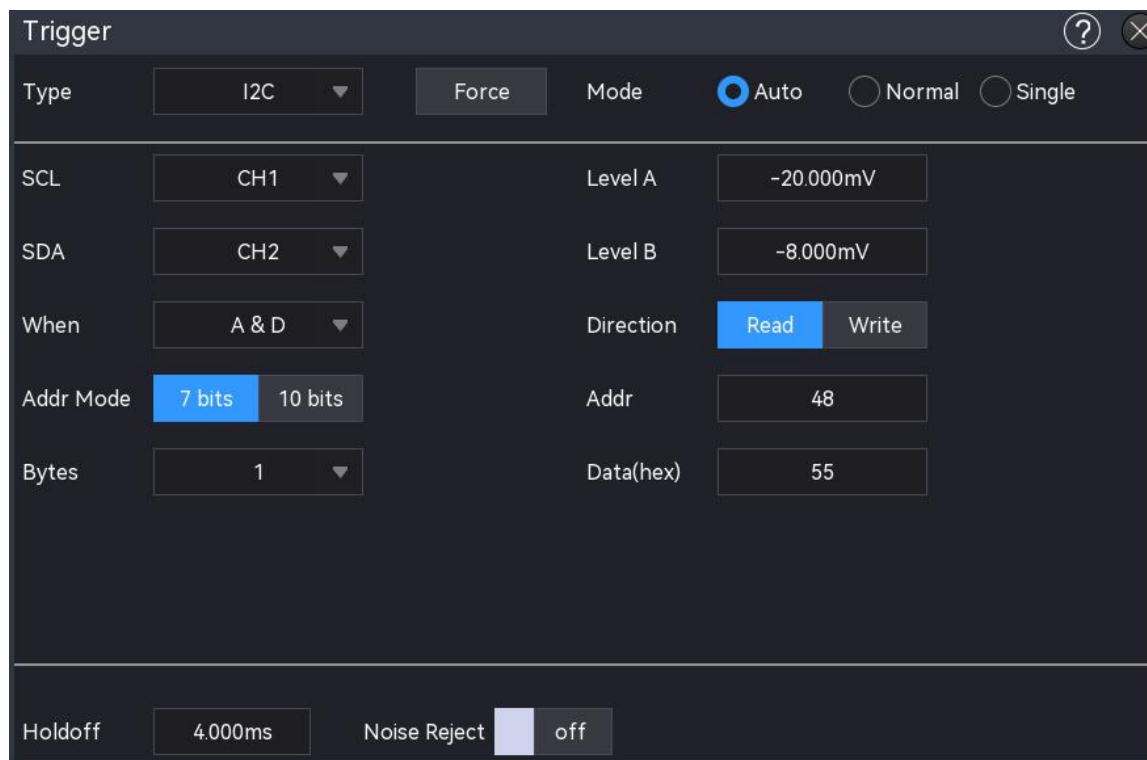 Trigger ?
Type I2C Force Mode Auto Normal Single
SCL CH1 Level A -20.000mV
SDA CH2 Level B -8.000mV
When A & D Direction Read Write
Addr Mode 7 bits 10 bits Addr 48
Bytes 1 Data(hex) 55
Holdoff 4.000ms Noise Reject off